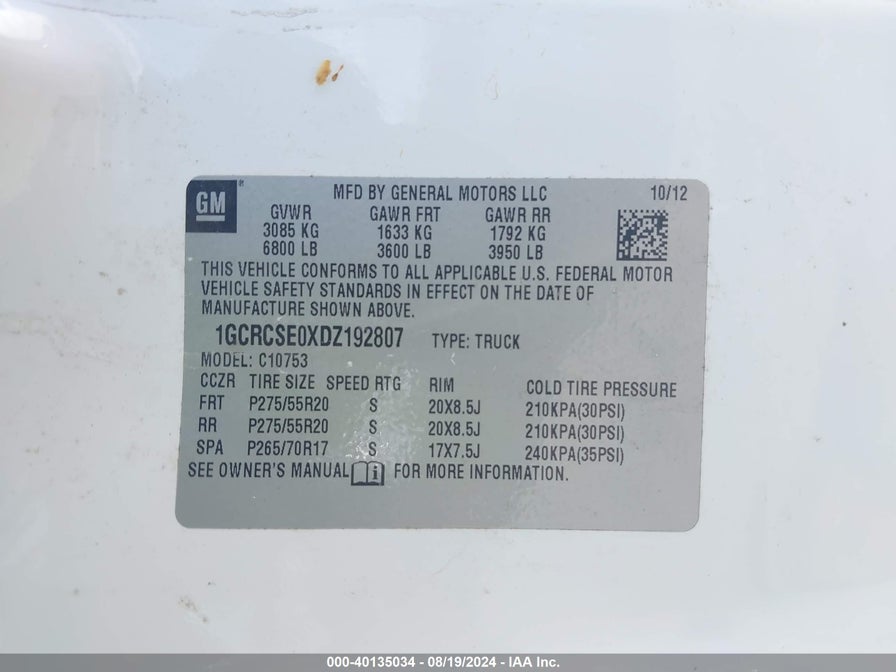 GM ®
MFD BY GENERAL MOTORS LLC 10/12
GVWR GAWR FRT GAWR RR
3085 KG 1633 KG 1792 KG
6800 LB 3600 LB 3950 LB
THIS VEHICLE CONFORMS TO ALL APPLICABLE U.S. FEDERAL MOTOR
VEHICLE SAFETY STANDARDS IN EFFECT ON THE DATE OF
MANUFACTURE SHOWN ABOVE.
1GCRCSE0XDZ192807 TYPE: TRUCK
MODEL: C10753
CCZR TIRE SIZE SPEED RTG RIM COLD TIRE PRESSURE
FRT P275/55R20 S 20X8.5J 210KPA(30PSI)
RR P275/55R20 S 20X8.5J 210KPA(30PSI)
SPA P265/70R17 S 17X7.5J 240KPA(35PSI)
SEE OWNER'S MANUAL FOR MORE INFORMATION.
000-40135034 - 08/19/2024 - IAA Inc.